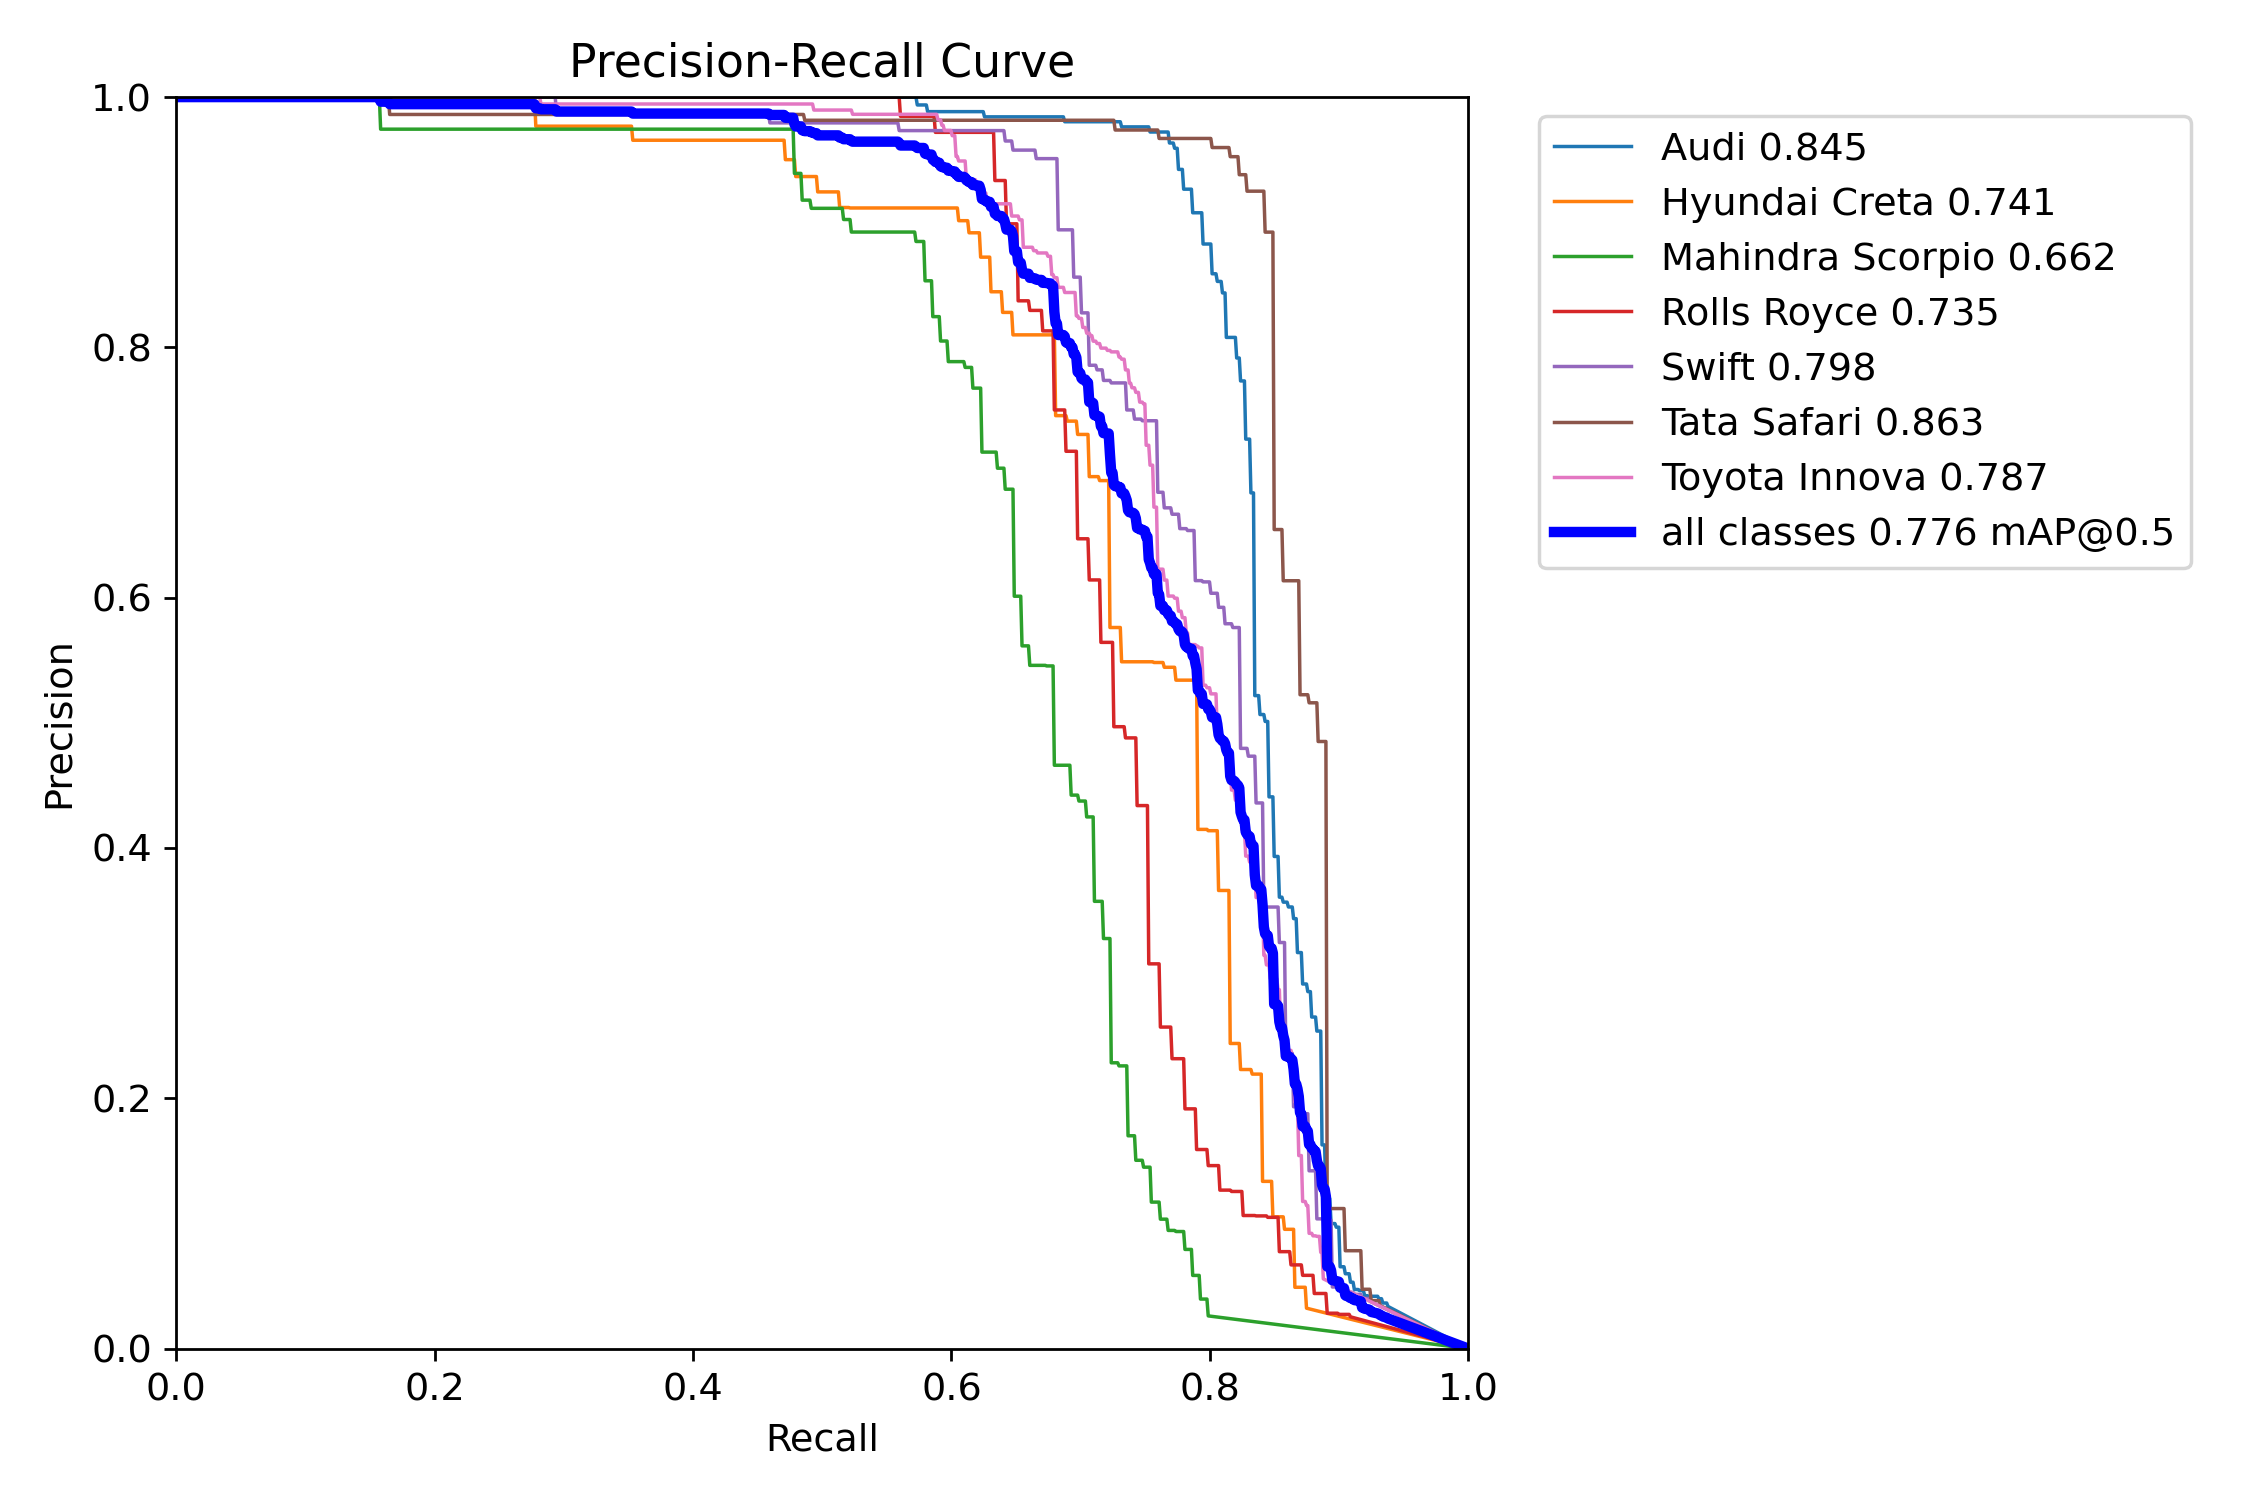 Precision-Recall Curve
1.0
0.8
0.6
0.4
0.2
0.0
Precision
0.0 0.2 0.4 0.6 0.8 1.0
Recall
Audi 0.845
Hyundai Creta 0.741
Mahindra Scorpio 0.662
Rolls Royce 0.735
Swift 0.798
Tata Safari 0.863
Toyota Innova 0.787
all classes 0.776 mAP@0.5